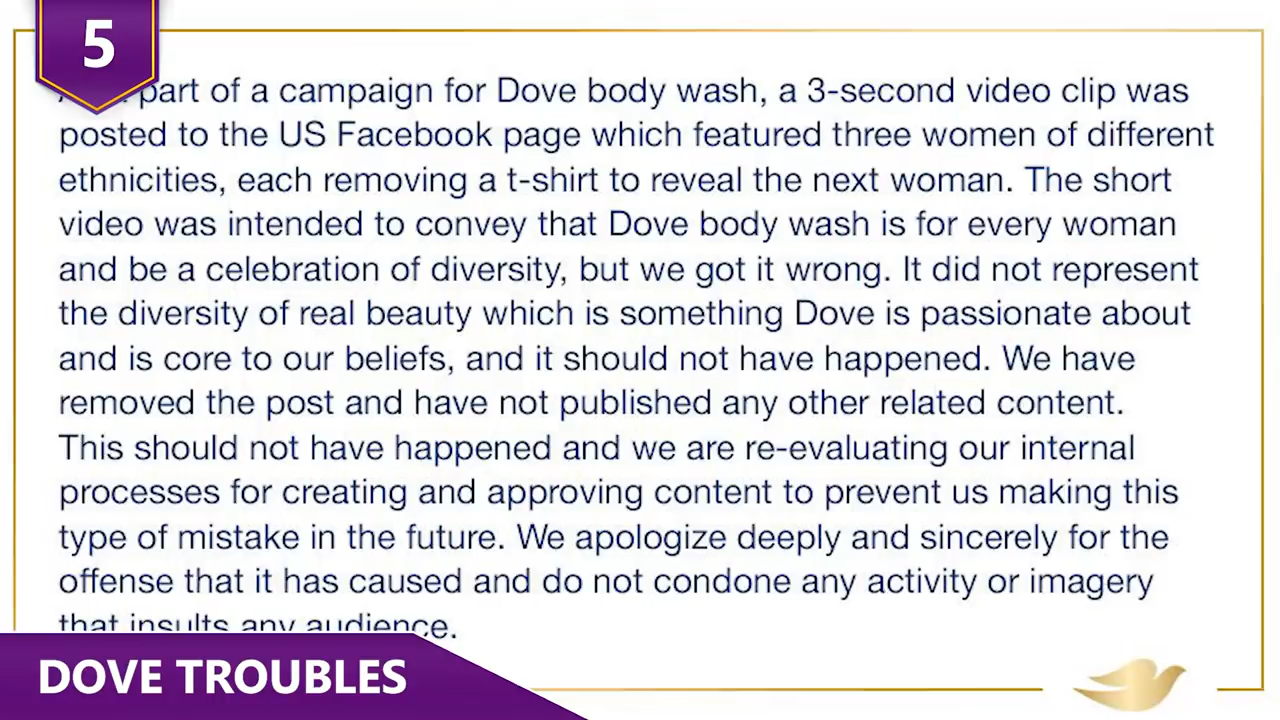 5
part of a campaign for Dove body wash, a 3-second video clip was
posted to the US Facebook page which featured three women of different
ethnicities, each removing a t-shirt to reveal the next woman. The short
video was intended to convey that Dove body wash is for every woman
and be a celebration of diversity, but we got it wrong. It did not represent
the diversity of real beauty which is something Dove is passionate about
and is core to our beliefs, and it should not have happened. We have
removed the post and have not published any other related content.
This should not have happened and we are re-evaluating our internal
processes for creating and approving content to prevent us making this
type of mistake in the future. We apologize deeply and sincerely for the
offense that it has caused and do not condone any activity or imagery
that insults any audience.
DOVE TROUBLES